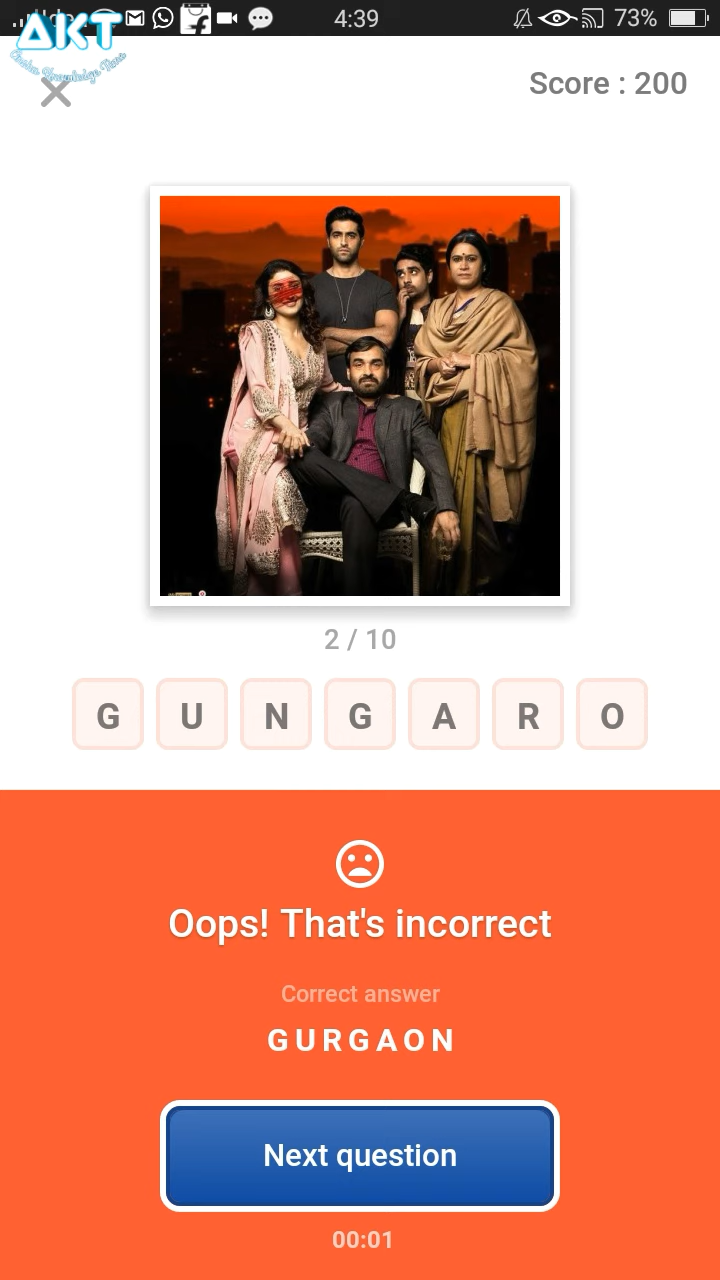 4:39
73%
AKT
Score : 200
2 / 10
G U N G A R O
Oops! That's incorrect
Correct answer
GURGAON
Next question
00:01